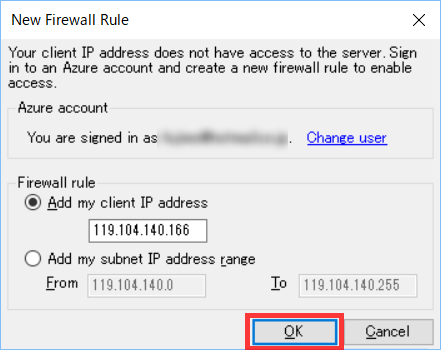 New Firewall Rule
Your client IP address does not have access to the server. Sign
in to an Azure account and create a new firewall rule to enable
access.
Azure account
You are signed in as . Change user
Firewall rule
Add my client IP address
119.104.140.166
Add my subnet IP address range
From 119.104.140.0 To 119.104.140.255
OK Cancel